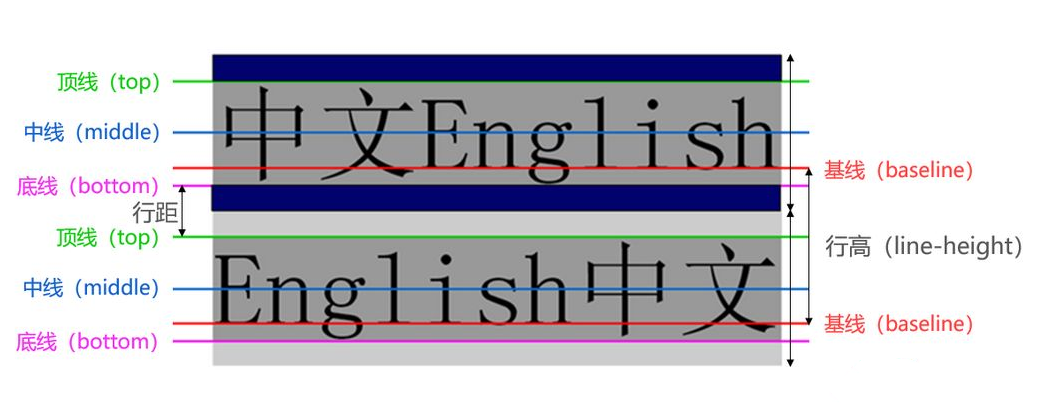 顶线（top）
中文English
中线（middle）
基线（baseline）
底线（bottom）
行距
顶线（top）
行高（line-height）
English中文
中线（middle）
基线（baseline）
底线（bottom）